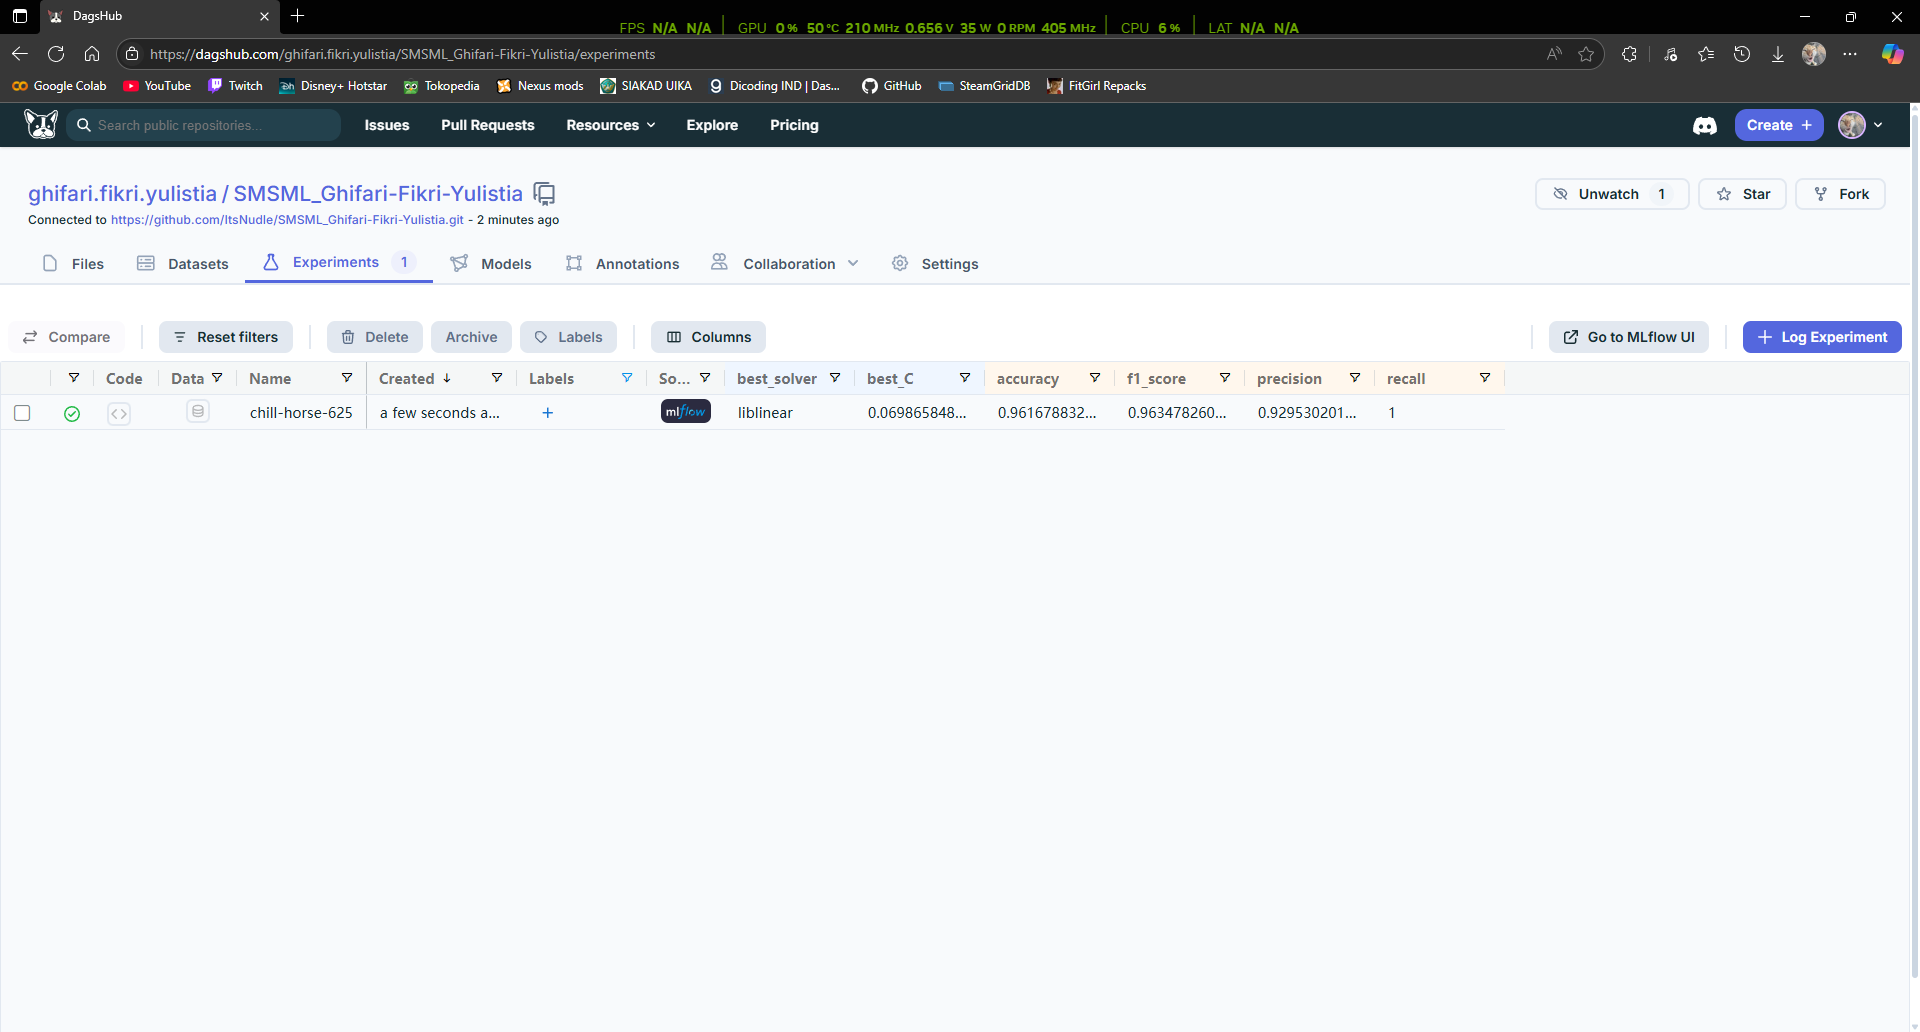 DagsHub
FPS N/A N/A GPU 0% 50°C 210 MHz 0.656 V 35 W 0 RPM 405 MHz CPU 6% LAT N/A N/A
https://dagshub.com/ghifari.fikri.yulistia/SMSML_Ghifari-Fikri-Yulistia/experiments
Google Colab YouTube Twitch Disney+ Hotstar Tokopedia Nexus mods SIAKAD UIKA Dicoding IND | Das... GitHub SteamGridDB FitGirl Repacks
Search public repositories... Issues Pull Requests Resources Explore Pricing Create +
ghifari.fikri.yulistia / SMSML_Ghifari-Fikri-Yulistia Unwatch 1 Star Fork
Connected to https://github.com/ItsNudle/SMSML_Ghifari-Fikri-Yulistia.git - 2 minutes ago
Files Datasets Experiments 1 Models Annotations Collaboration Settings
Compare Reset filters Delete Archive Labels Columns Go to MLflow UI + Log Experiment
Code Data Name Created ↓ Labels So... best_solver best_C accuracy f1_score precision recall
chill-horse-625 a few seconds a... + mlflow liblinear 0.069865848... 0.961678832... 0.963478260... 0.929530201... 1